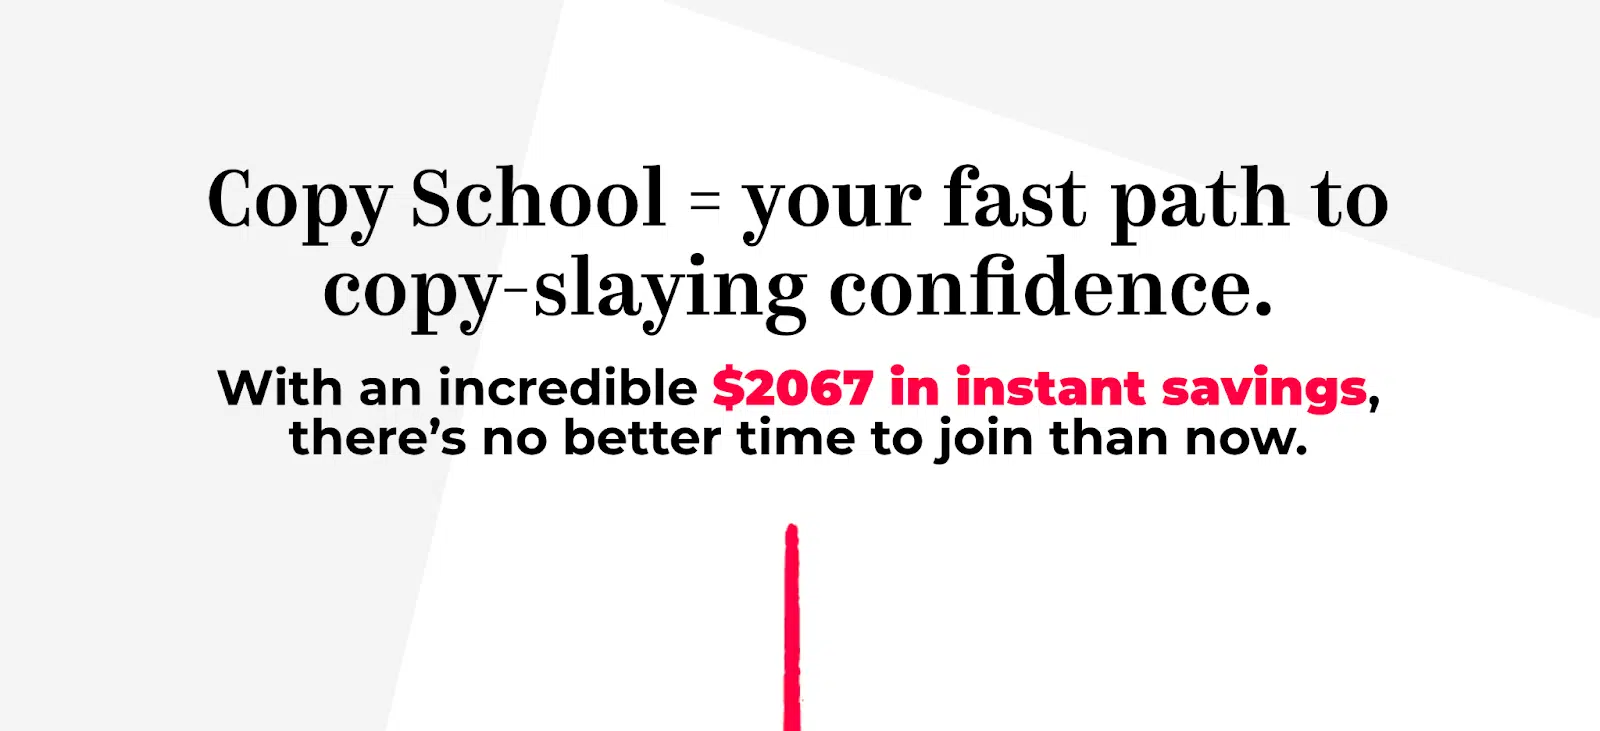 Copy School = your fast path to
copy-slaying confidence.
With an incredible $2067 in instant savings,
there’s no better time to join than now.